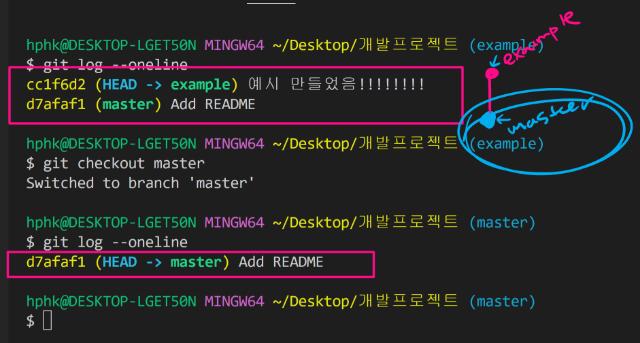 hphk@DESKTOP-LGET50N MINGW64 ~/Desktop/개발프로젝트 (example)
$ git log --oneline
cc1f6d2 (HEAD -> example) 예시 만들었음!!!!!!!!
d7afaf1 (master) Add README
example
master
hphk@DESKTOP-LGET50N MINGW64 ~/Desktop/개발프로젝트 (example)
$ git checkout master
Switched to branch 'master'
hphk@DESKTOP-LGET50N MINGW64 ~/Desktop/개발프로젝트 (master)
$ git log --oneline
d7afaf1 (HEAD -> master) Add README
hphk@DESKTOP-LGET50N MINGW64 ~/Desktop/개발프로젝트 (master)
$